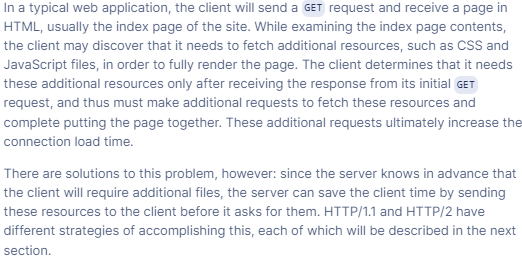 In a typical web application, the client will send a GET request and receive a page in
HTML, usually the index page of the site. While examining the index page contents,
the client may discover that it needs to fetch additional resources, such as CSS and
JavaScript files, in order to fully render the page. The client determines that it needs
these additional resources only after receiving the response from its initial GET
request, and thus must make additional requests to fetch these resources and
complete putting the page together. These additional requests ultimately increase the
connection load time.
There are solutions to this problem, however: since the server knows in advance that
the client will require additional files, the server can save the client time by sending
these resources to the client before it asks for them. HTTP/1.1 and HTTP/2 have
different strategies of accomplishing this, each of which will be described in the next
section.